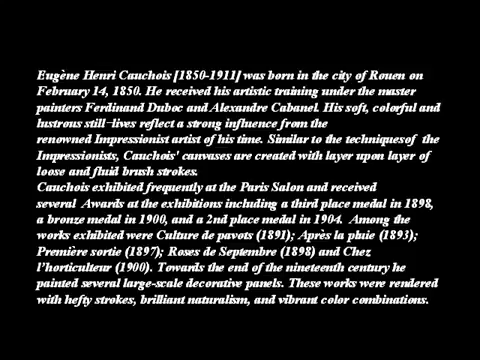 Eugène Henri Cauchois [1850-1911] was born in the city of Rouen on
February 14, 1850. He received his artistic training under the master
painters Ferdinand Duboc and Alexandre Cabanel. His soft, colorful and
lustrous still-lives reflect a strong influence from the
renowned Impressionist artist of his time. Similar to the techniquesof the
Impressionists, Cauchois' canvases are created with layer upon layer of
loose and fluid brush strokes.
Cauchois exhibited frequently at the Paris Salon and received
several Awards at the exhibitions including a third place medal in 1898,
a bronze medal in 1900, and a 2nd place medal in 1904. Among the
works exhibited were Culture de pavots (1891); Après la pluie (1893);
Première sortie (1897); Roses de Septembre (1898) and Chez
l'horticulteur (1900). Towards the end of the nineteenth century he
painted several large-scale decorative panels. These works were rendered
with hefty strokes, brilliant naturalism, and vibrant color combinations.